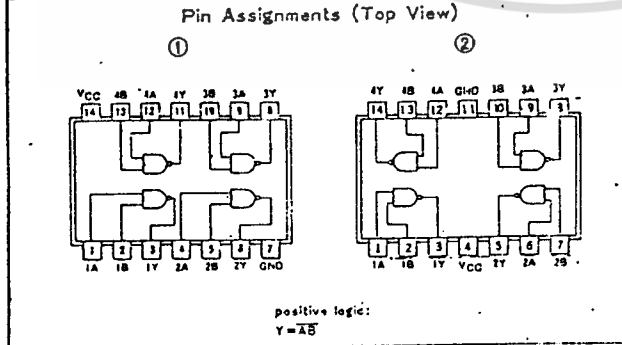 Pin Assignments (Top View)
① ②
VCC 4B 4A 4Y 3B 3A 3Y
14 13 12 11 10 9 8
1 2 3 4 5 6 7
1A 1B 1Y 2A 2B 2Y GND
4Y 4B 4A GND 3B 3A 3Y
14 13 12 11 10 9 8
1 2 3 4 5 6 7
1A 1B 1Y VCC 2Y 2A 2B
positive logic:
Y = A̅B̅